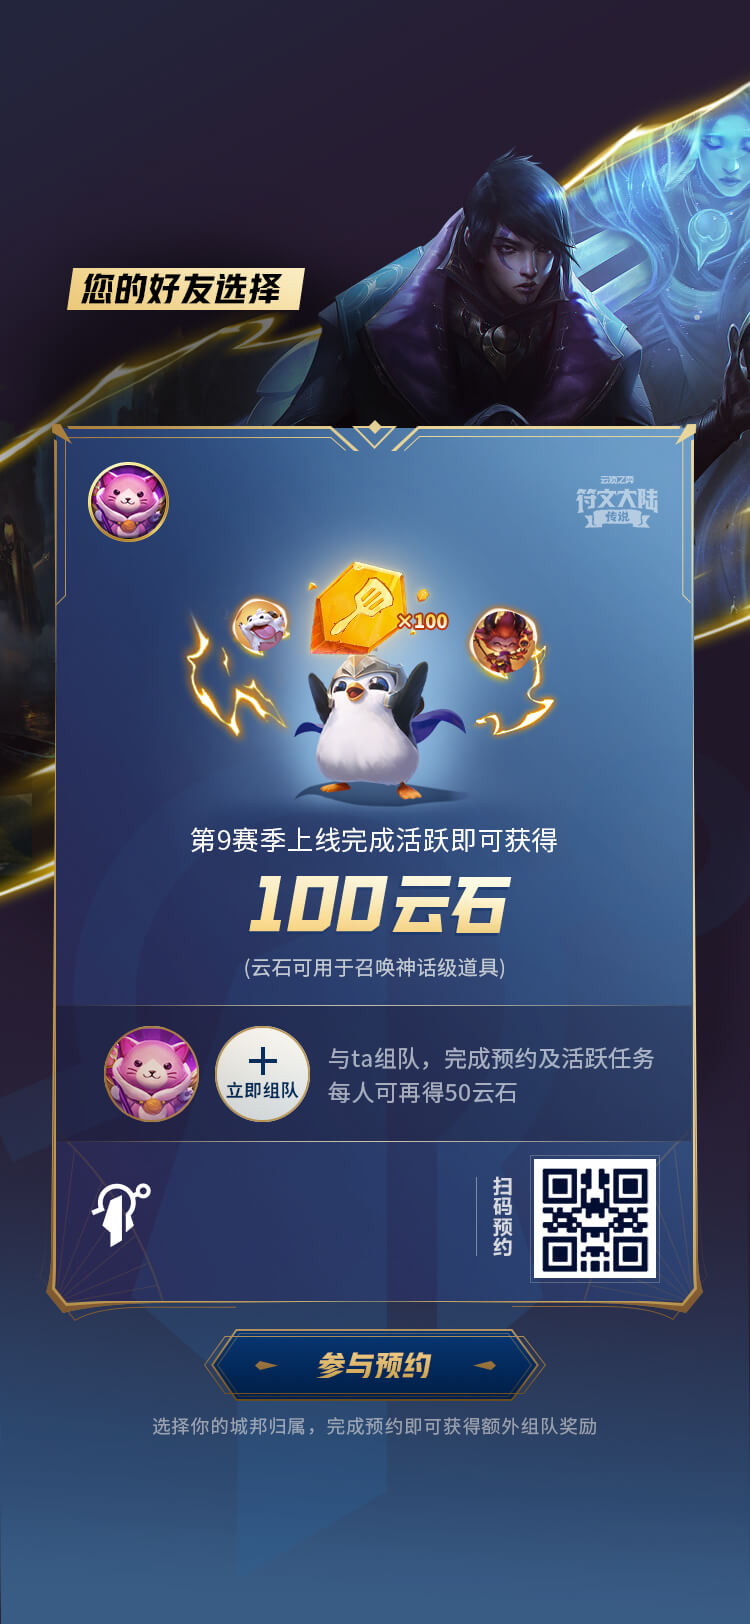 您的好友选择
云顶之弈
符文大陆
传说
×100
第9赛季上线完成活跃即可获得
100云石
(云石可用于召唤神话级道具)
立即组队
与ta组队，完成预约及活跃任务
每人可再得50云石
扫码预约
参与预约
选择你的城邦归属，完成预约即可获得额外组队奖励